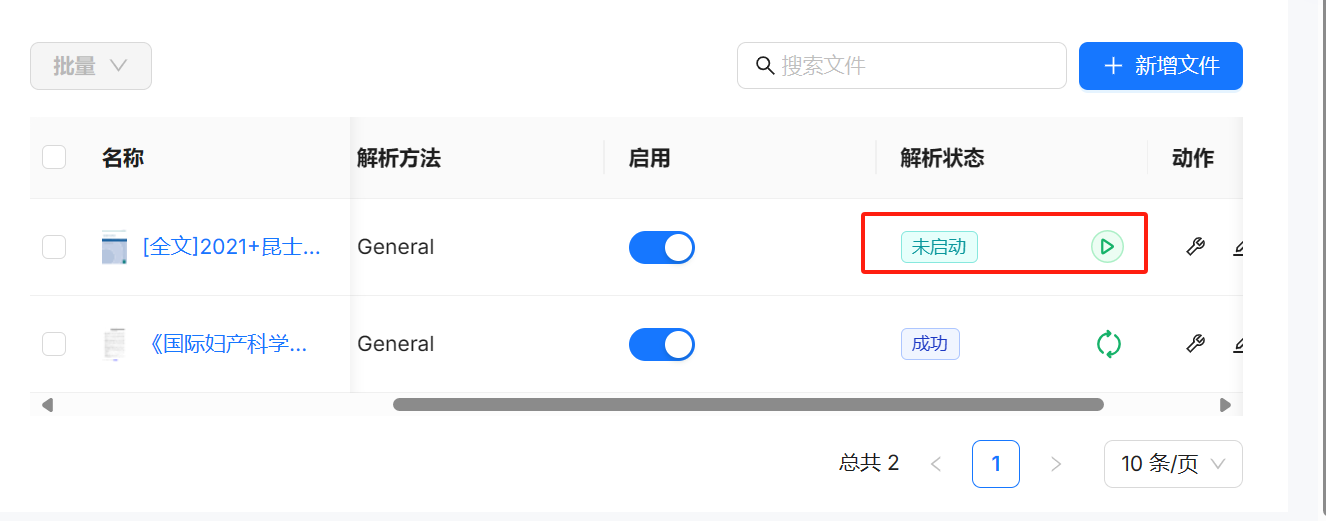 批量
搜索文件
新增文件
名称 解析方法 启用 解析状态 动作
[全文]2021+昆士... General 未启动
《国际妇产科学... General 成功
总共 2 1 10 条/页